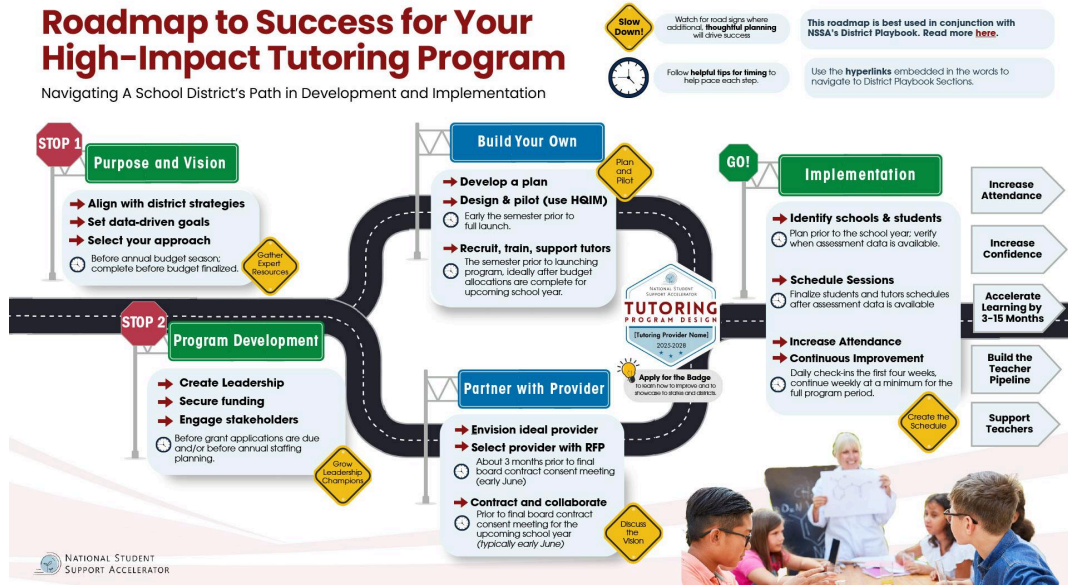 Roadmap to Success for Your
High-Impact Tutoring Program
Navigating A School District's Path in Development and Implementation
Slow
Down!
Watch for road signs where
additional, thoughtful planning
will drive success
Follow helpful tips for timing to
help pace each step.
This roadmap is best used in conjunction with
NSSA's District Playbook. Read more here.
Use the hyperlinks embedded in the words to
navigate to District Playbook Sections.
STOP 1
Purpose and Vision
Align with district strategies
Set data-driven goals
Select your approach
Before annual budget season;
complete before budget finalized.
Gather
Expert
Resources
STOP 2
Program Development
Create Leadership
Secure funding
Engage stakeholders
Before grant applications are due
and/or before annual staffing
planning.
Grow
Leadership
Champions
Build Your Own
Plan
and
Pilot
Develop a plan
Design & pilot (use HQIM)
Early the semester prior to
full launch.
Recruit, train, support tutors
The semester prior to launching
program, ideally after budget
allocations are complete for
upcoming school year.
Partner with Provider
Envision ideal provider
Select provider with RFP
About 3 months prior to final
board contract consent meeting
(early June)
Contract and collaborate
Prior to final board contract
consent meeting for the
upcoming school year
(typically early June)
Discuss
the
Vision
NATIONAL STUDENT
SUPPORT ACCELERATOR
TUTORING
PROGRAM DESIGN
[Tutoring Provider Name]
2025-2028
Apply for the Badge
to learn how to improve and to
showcase to states and districts.
GO!
Implementation
Identify schools & students
Plan prior to the school year; verify
when assessment data is available.
Schedule Sessions
Finalize students and tutors schedules
after assessment data is available
Increase Attendance
Continuous Improvement
Daily check-ins the first four weeks,
continue weekly at a minimum for the
full program period.
Create the
Schedule
Increase
Attendance
Increase
Confidence
Accelerate
Learning by
3-15 Months
Build the
Teacher
Pipeline
Support
Teachers
NATIONAL STUDENT
SUPPORT ACCELERATOR